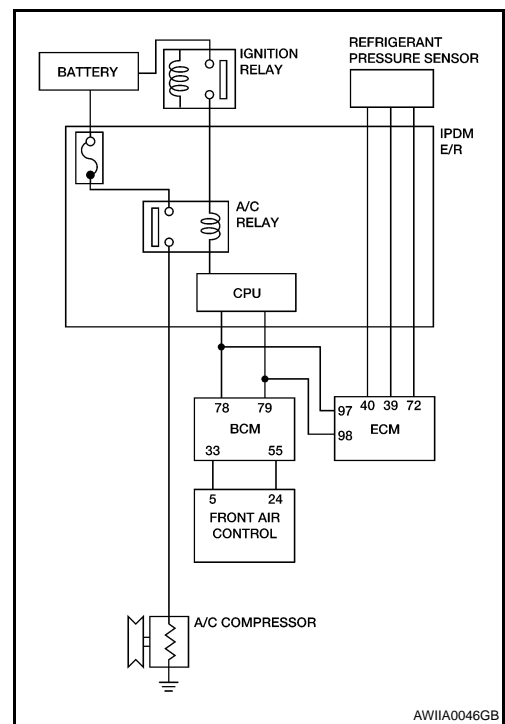 IGNITION
RELAY
REFRIGERANT
PRESSURE SENSOR
BATTERY
IPDM
E/R
A/C
RELAY
CPU
78 79
BCM
33 55
97 40 39 72
98 ECM
5 24
FRONT AIR
CONTROL
A/C COMPRESSOR
AWIIA0046GB